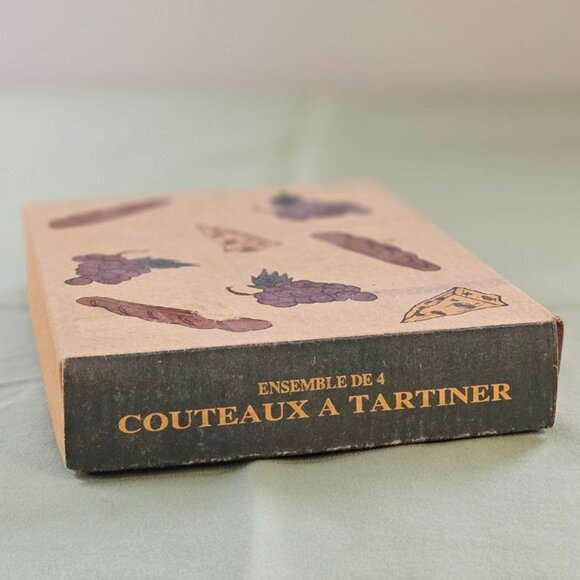 ENSEMBLE DE 4
COUTEAUX A TARTINER